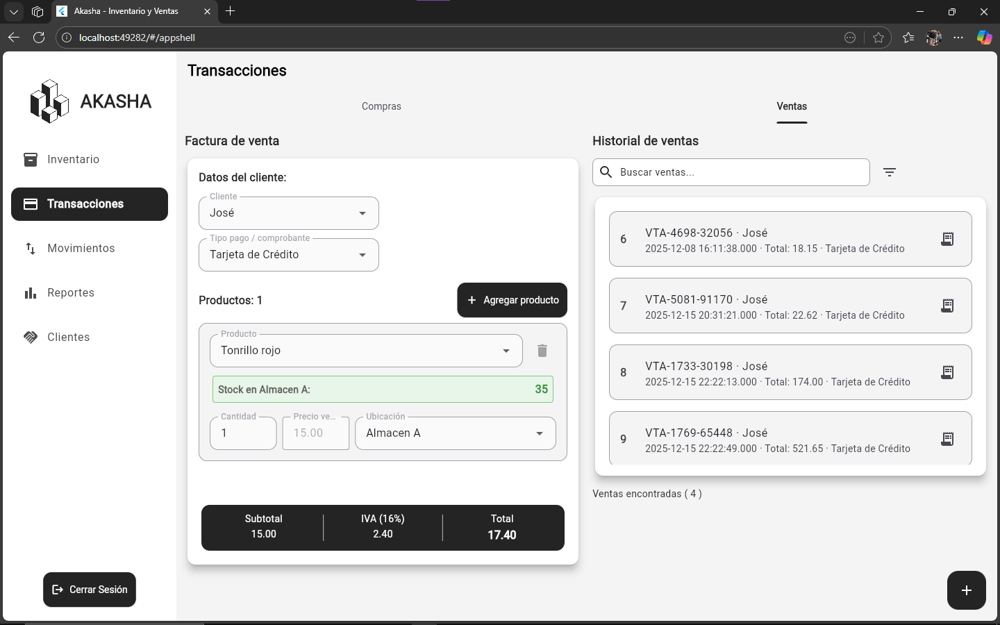 Akasha - Inventario y Ventas
localhost:49282/#/appshell
AKASHA
Inventario
Transacciones
Movimientos
Reportes
Clientes
Cerrar Sesión
Transacciones
Compras
Ventas
Factura de venta
Datos del cliente:
Cliente
José
Tipo pago / comprobante
Tarjeta de Crédito
Productos: 1
Agregar producto
Producto
Tonrillo rojo
Stock en Almacen A:
35
Cantidad
1
Precio ve...
15.00
Ubicación
Almacen A
Subtotal
15.00
IVA (16%)
2.40
Total
17.40
Historial de ventas
Buscar ventas...
6
VTA-4698-32056 · José
2025-12-08 16:11:38.000 · Total: 18.15 · Tarjeta de Crédito
7
VTA-5081-91170 · José
2025-12-15 20:31:21.000 · Total: 22.62 · Tarjeta de Crédito
8
VTA-1733-30198 · José
2025-12-15 22:22:13.000 · Total: 174.00 · Tarjeta de Crédito
9
VTA-1769-65448 · José
2025-12-15 22:22:49.000 · Total: 521.65 · Tarjeta de Crédito
Ventas encontradas ( 4 )